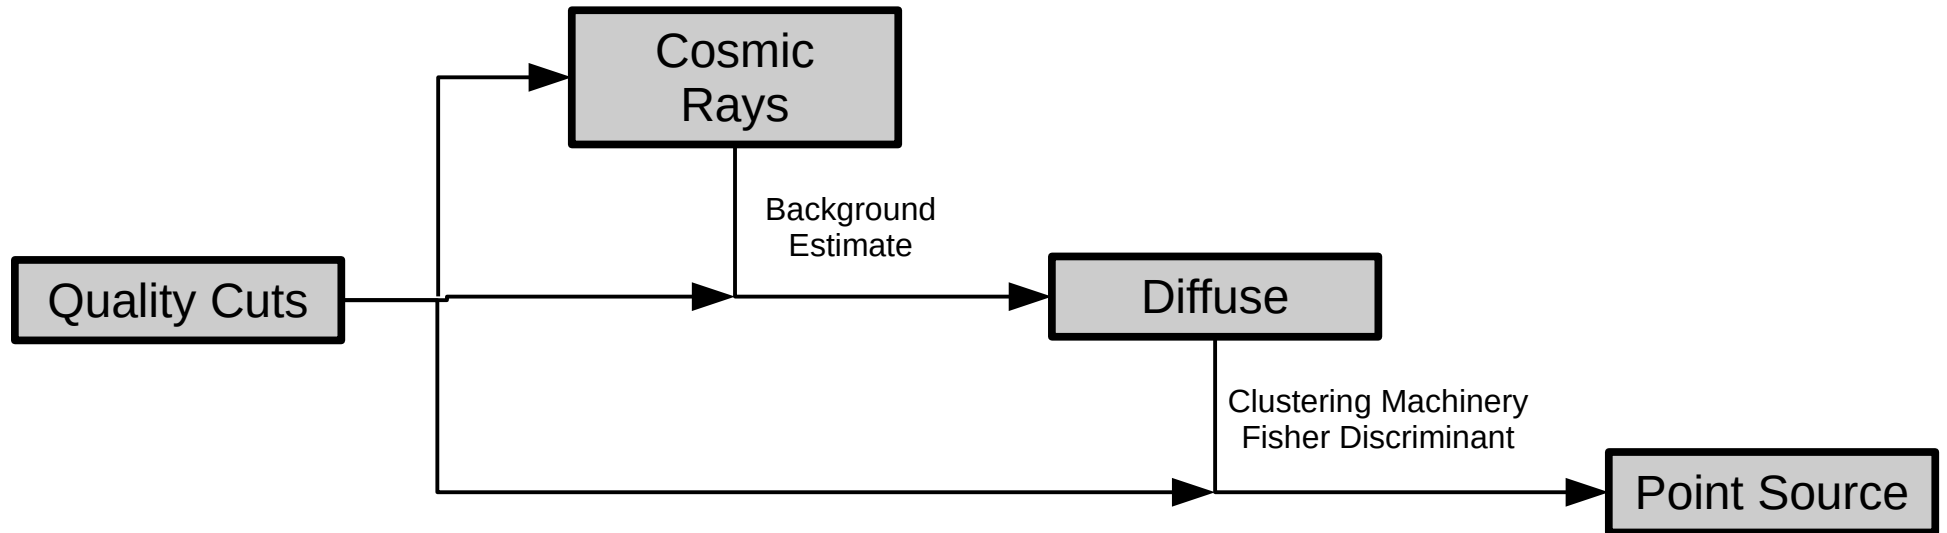 Cosmic
Rays
Background
Estimate
Quality Cuts
Diffuse
Clustering Machinery
Fisher Discriminant
Point Source